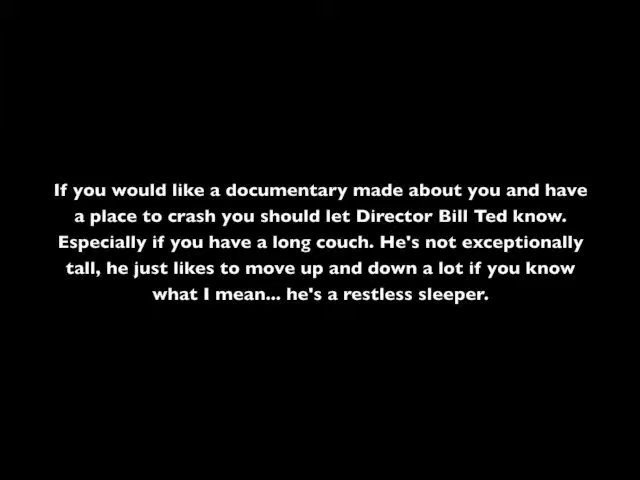 If you would like a documentary made about you and have
a place to crash you should let Director Bill Ted know.
Especially if you have a long couch. He's not exceptionally
tall, he just likes to move up and down a lot if you know
what I mean... he's a restless sleeper.